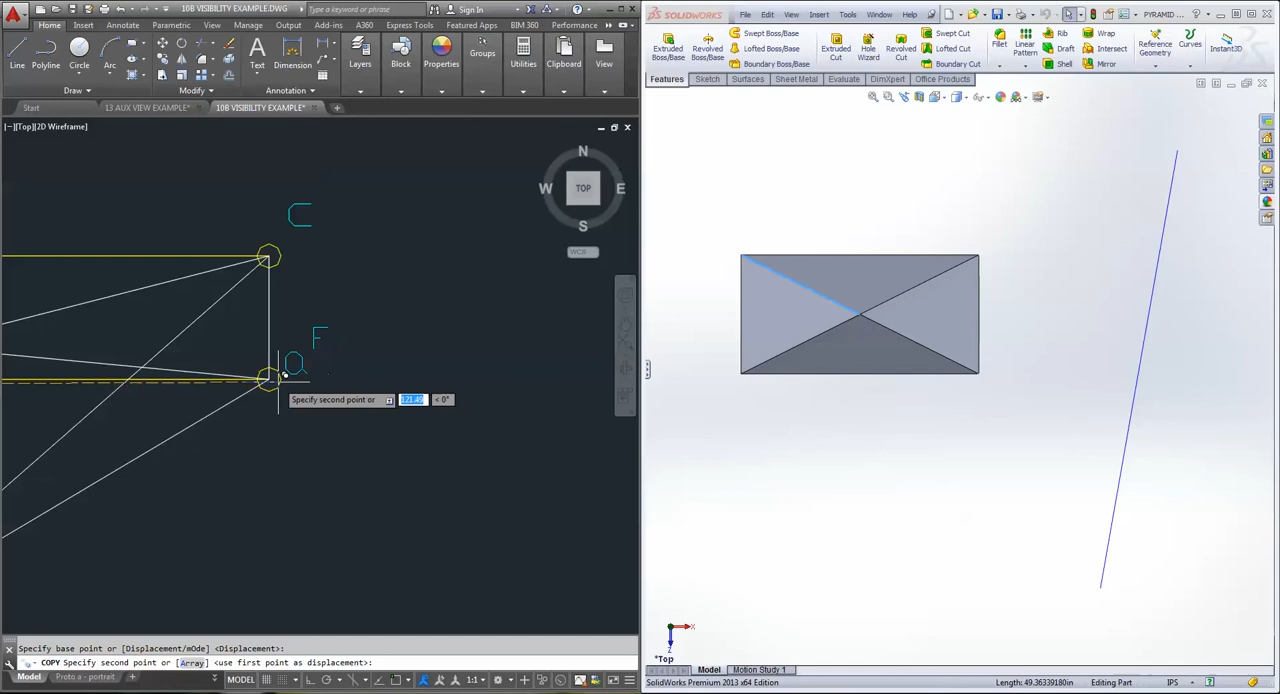 10B VISIBILITY EXAMPLE.DWG
Type a keyword or phrase
Sign In
Home Insert Annotate Parametric View Manage Output Add-ins A360 Express Tools Featured Apps BIM 360 Performance
Line Polyline Circle Arc
Text Dimension
Layers Block Properties Groups Utilities Clipboard View
Draw Modify Annotation
Start 13 AUX VIEW EXAMPLE* 10B VISIBILITY EXAMPLE*
[−][Top][2D Wireframe]
N
W TOP E
S
WCS
C
F
Q
Specify second point or 121.49 < 0°
Specify base point or [Displacement/mOde] <Displacement>:
COPY Specify second point or [Array] <use first point as displacement>:
Model Proto a - portrait
MODEL 1:1
SOLIDWORKS File Edit View Insert Tools Toolbox Window Help PYRAMID ...
Extruded Boss/Base
Revolved Boss/Base
Swept Boss/Base
Lofted Boss/Base
Boundary Boss/Base
Extruded Cut
Hole Wizard
Revolved Cut
Swept Cut
Lofted Cut
Boundary Cut
Fillet
Linear Pattern
Rib
Draft
Shell
Wrap
Intersect
Mirror
Reference Geometry
Curves
Instant3D
Features Sketch Surfaces Sheet Metal Evaluate DimXpert Office Products
X
Z
*Top
Model Motion Study 1
SolidWorks Premium 2013 x64 Edition Length: 49.36339180in Editing Part IPS